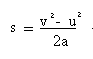 s = (v² - u²) / 2a .